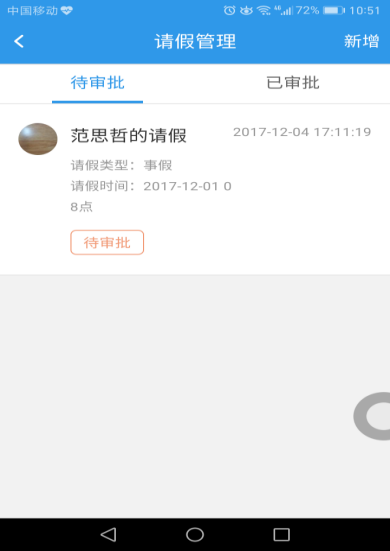 中国移动 46 72% 10:51
请假管理 新增
待审批 已审批
范思哲的请假 2017-12-04 17:11:19
请假类型：事假
请假时间：2017-12-01 0
8点
待审批